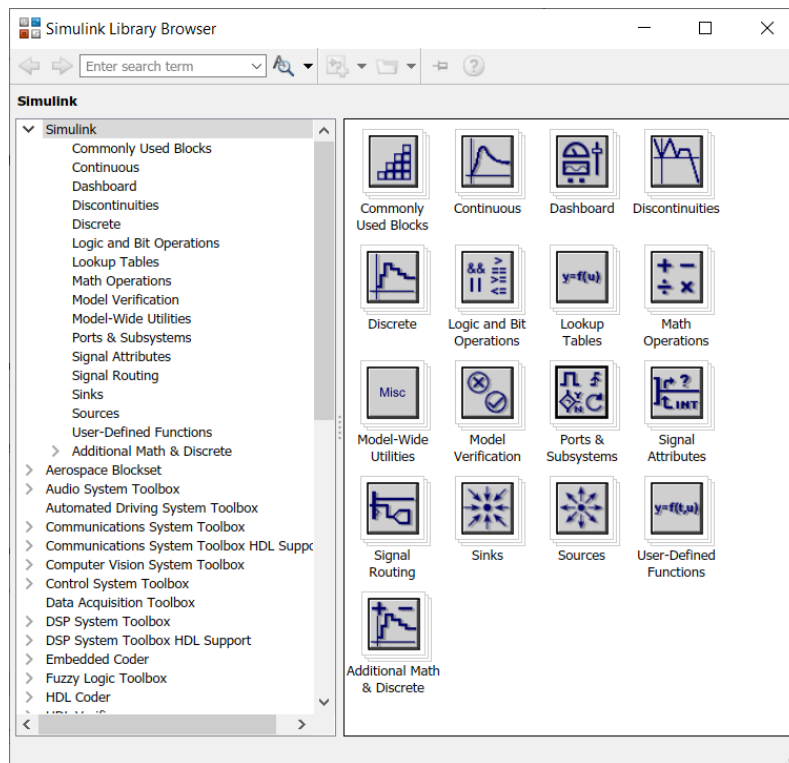 Simulink Library Browser
Enter search term
Simulink
Simulink
Commonly Used Blocks
Continuous
Dashboard
Discontinuities
Discrete
Logic and Bit Operations
Lookup Tables
Math Operations
Model Verification
Model-Wide Utilities
Ports & Subsystems
Signal Attributes
Signal Routing
Sinks
Sources
User-Defined Functions
Additional Math & Discrete
Aerospace Blockset
Audio System Toolbox
Automated Driving System Toolbox
Communications System Toolbox
Communications System Toolbox HDL Suppo
Computer Vision System Toolbox
Control System Toolbox
Data Acquisition Toolbox
DSP System Toolbox
DSP System Toolbox HDL Support
Embedded Coder
Fuzzy Logic Toolbox
HDL Coder
Commonly
Used Blocks
Continuous
Dashboard
Discontinuities
Discrete
&& > ==
|| >= <=
Logic and Bit
Operations
y=f(u)
Lookup
Tables
+ −
÷ ×
Math
Operations
Misc
Model-Wide
Utilities
Model
Verification
Y
N
Ports &
Subsystems
?
INT
Signal
Attributes
Signal
Routing
Sinks
Sources
y=f(t,u)
User-Defined
Functions
+ −
Additional Math
& Discrete